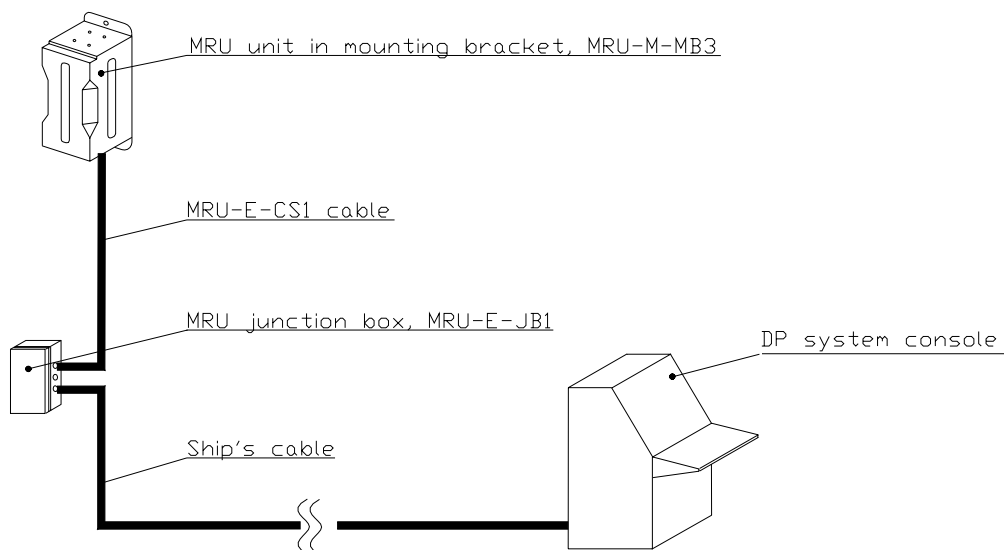 MRU unit in mounting bracket, MRU-M-MB3
MRU-E-CS1 cable
MRU junction box, MRU-E-JB1
DP system console
Ship's cable